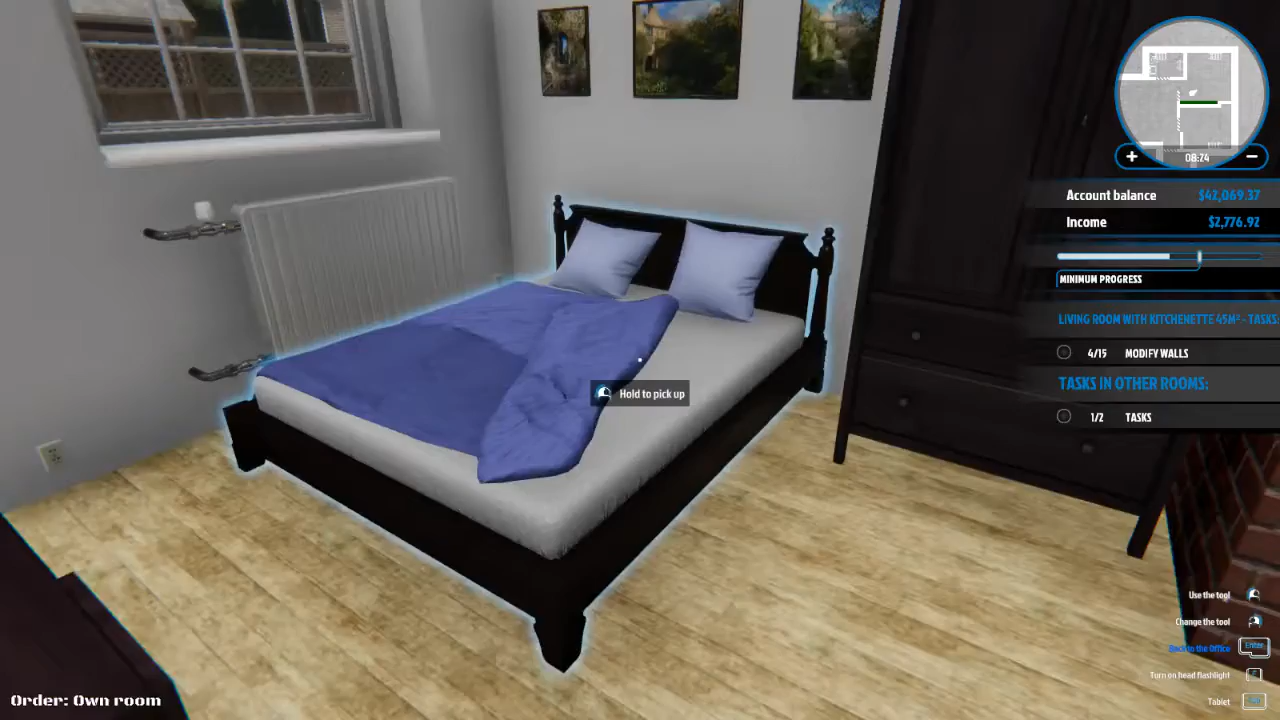 08:24
Account balance $42,069.37
Income $2,776.92
MINIMUM PROGRESS
LIVING ROOM WITH KITCHENETTE 45M² - TASKS
4/15 MODIFY WALLS
TASKS IN OTHER ROOMS:
1/2 TASKS
Hold to pick up
Use the tool
Change the tool
Back to the Office Enter
Turn on head flashlight
Tablet
Order: Own room